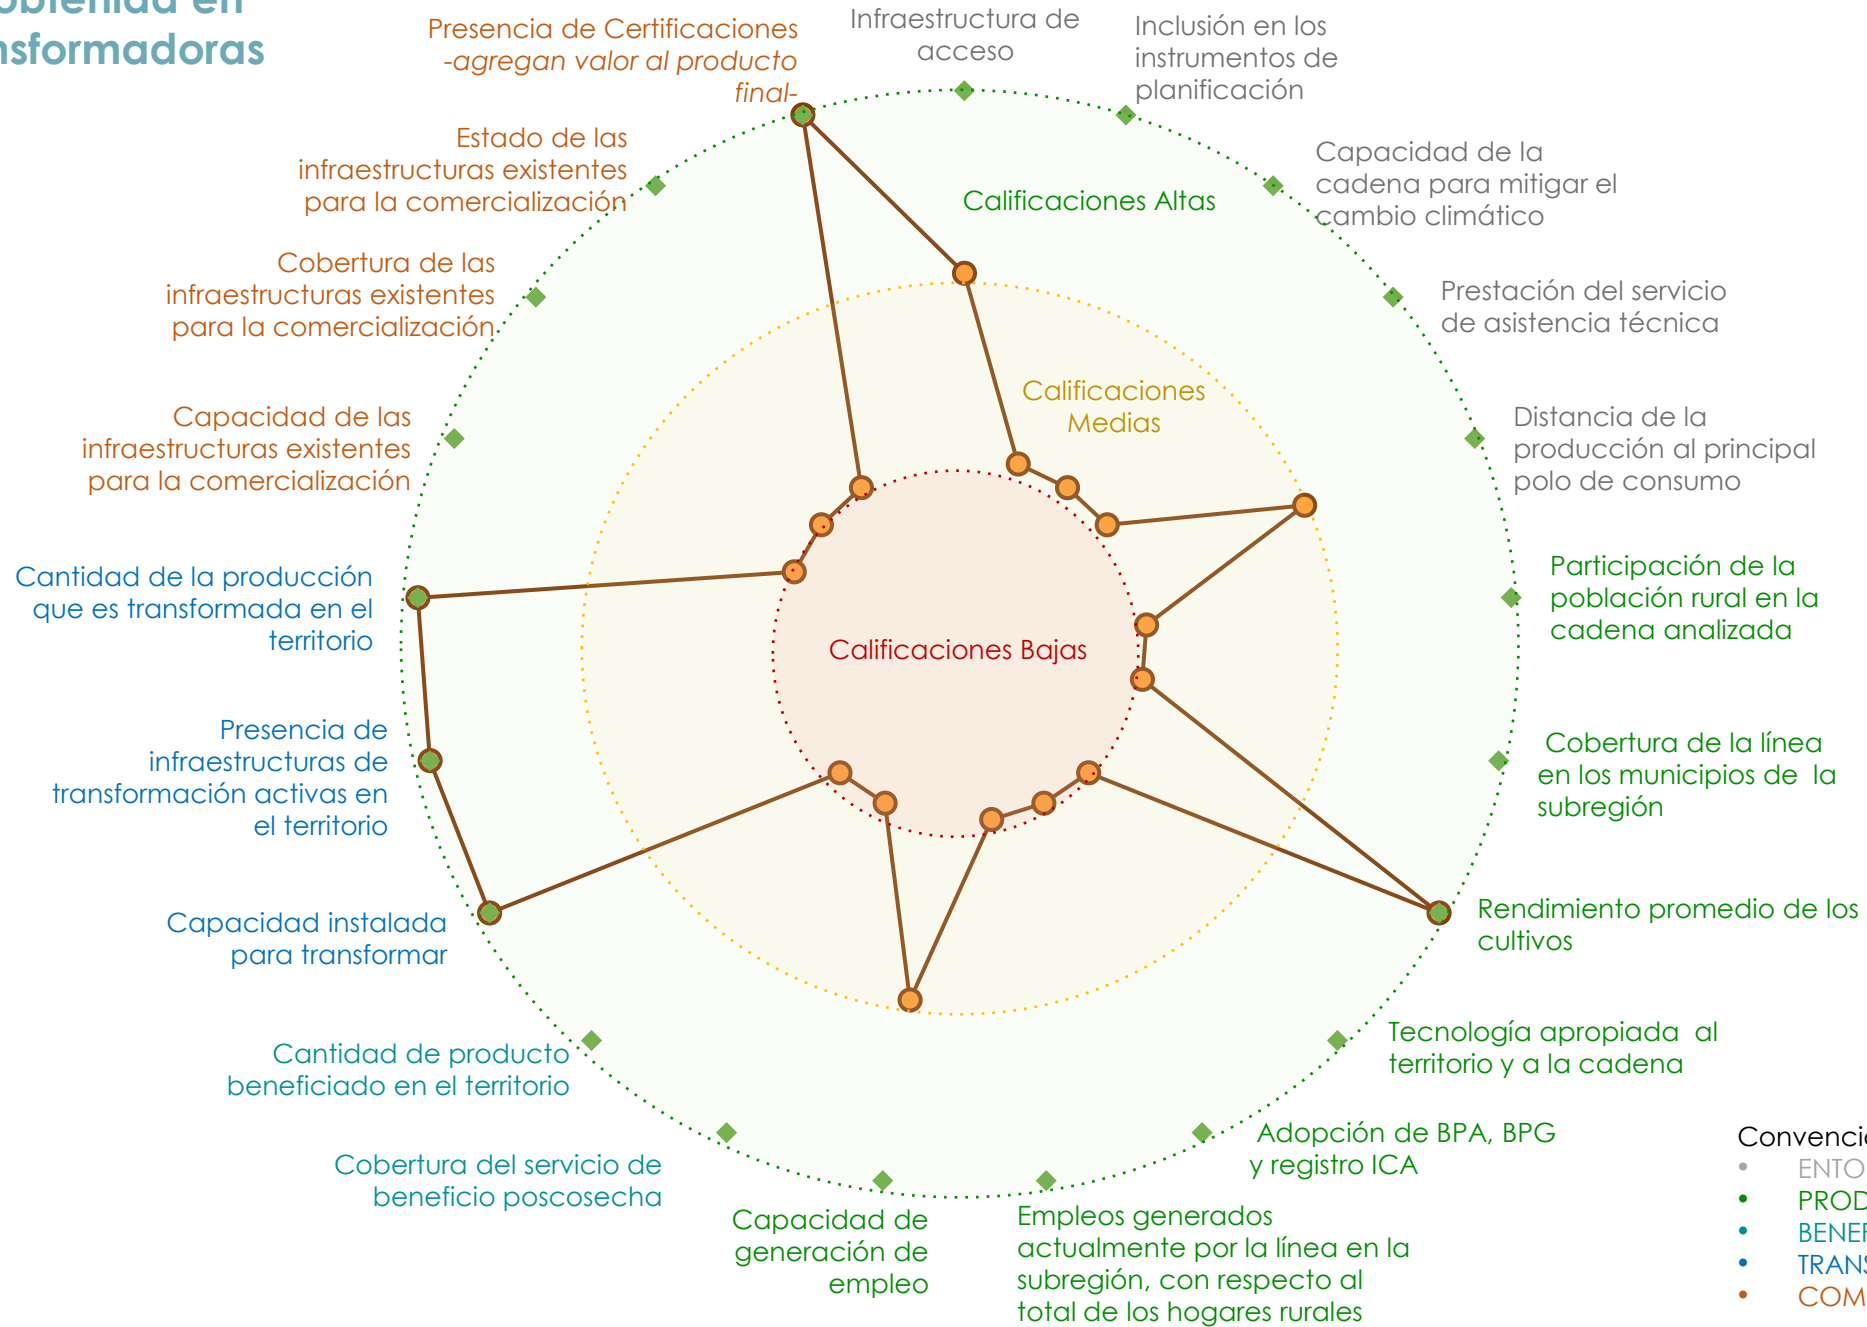 Presencia de Certificaciones
-agregan valor al producto
final-
Infraestructura de
acceso
Inclusión en los
instrumentos de
planificación
Capacidad de la
cadena para mitigar el
cambio climático
Prestación del servicio
de asistencia técnica
Distancia de la
producción al principal
polo de consumo
Participación de la
población rural en la
cadena analizada
Cobertura de la línea
en los municipios de la
subregión
Rendimiento promedio de los
cultivos
Tecnología apropiada al
territorio y a la cadena
Adopción de BPA, BPG
y registro ICA
Empleos generados
actualmente por la línea en la
subregión, con respecto al
total de los hogares rurales
Capacidad de
generación de
empleo
Cobertura del servicio de
beneficio poscosecha
Cantidad de producto
beneficiado en el territorio
Capacidad instalada
para transformar
Presencia de
infraestructuras de
transformación activas en
el territorio
Cantidad de la producción
que es transformada en el
territorio
Capacidad de las
infraestructuras existentes
para la comercialización
Cobertura de las
infraestructuras existentes
para la comercialización
Estado de las
infraestructuras existentes
para la comercialización
Calificaciones Altas
Calificaciones
Medias
Calificaciones Bajas